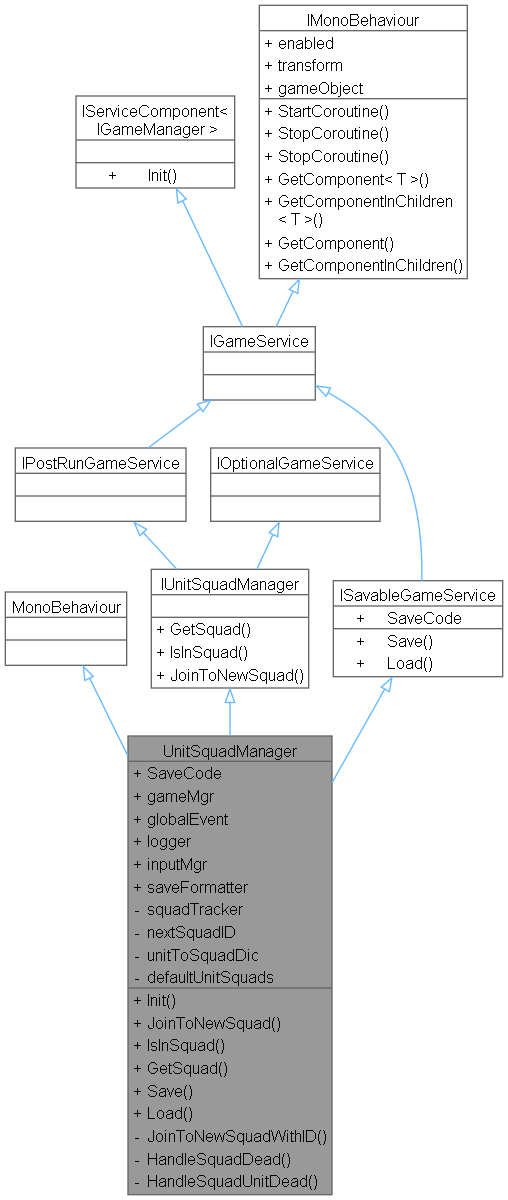 IMonoBehaviour
+ enabled
+ transform
+ gameObject
+ StartCoroutine()
+ StopCoroutine()
+ StopCoroutine()
+ GetComponent< T >()
+ GetComponentInChildren
< T >()
+ GetComponent()
+ GetComponentInChildren()
IServiceComponent<
IGameManager >
+ Init()
IGameService
IPostRunGameService
IOptionalGameService
MonoBehaviour
IUnitSquadManager
+ GetSquad()
+ IsInSquad()
+ JoinToNewSquad()
ISavableGameService
+ SaveCode
+ Save()
+ Load()
UnitSquadManager
+ SaveCode
+ gameMgr
+ globalEvent
+ logger
+ inputMgr
+ saveFormatter
- squadTracker
- nextSquadID
- unitToSquadDic
- defaultUnitSquads
+ Init()
+ JoinToNewSquad()
+ IsInSquad()
+ GetSquad()
+ Save()
+ Load()
- JoinToNewSquadWithID()
- HandleSquadDead()
- HandleSquadUnitDead()